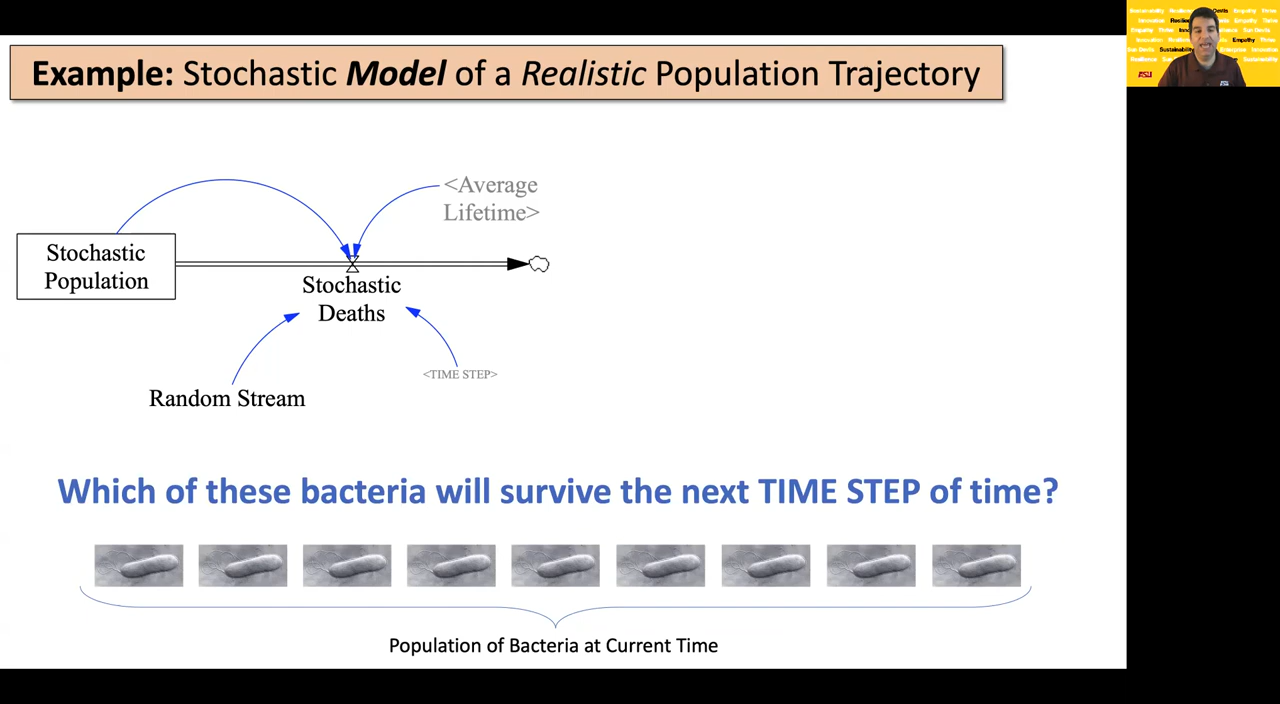 Example: Stochastic Model of a Realistic Population Trajectory
<Average
Lifetime>
Stochastic
Population
Stochastic
Deaths
<TIME STEP>
Random Stream
Which of these bacteria will survive the next TIME STEP of time?
Population of Bacteria at Current Time
ASU